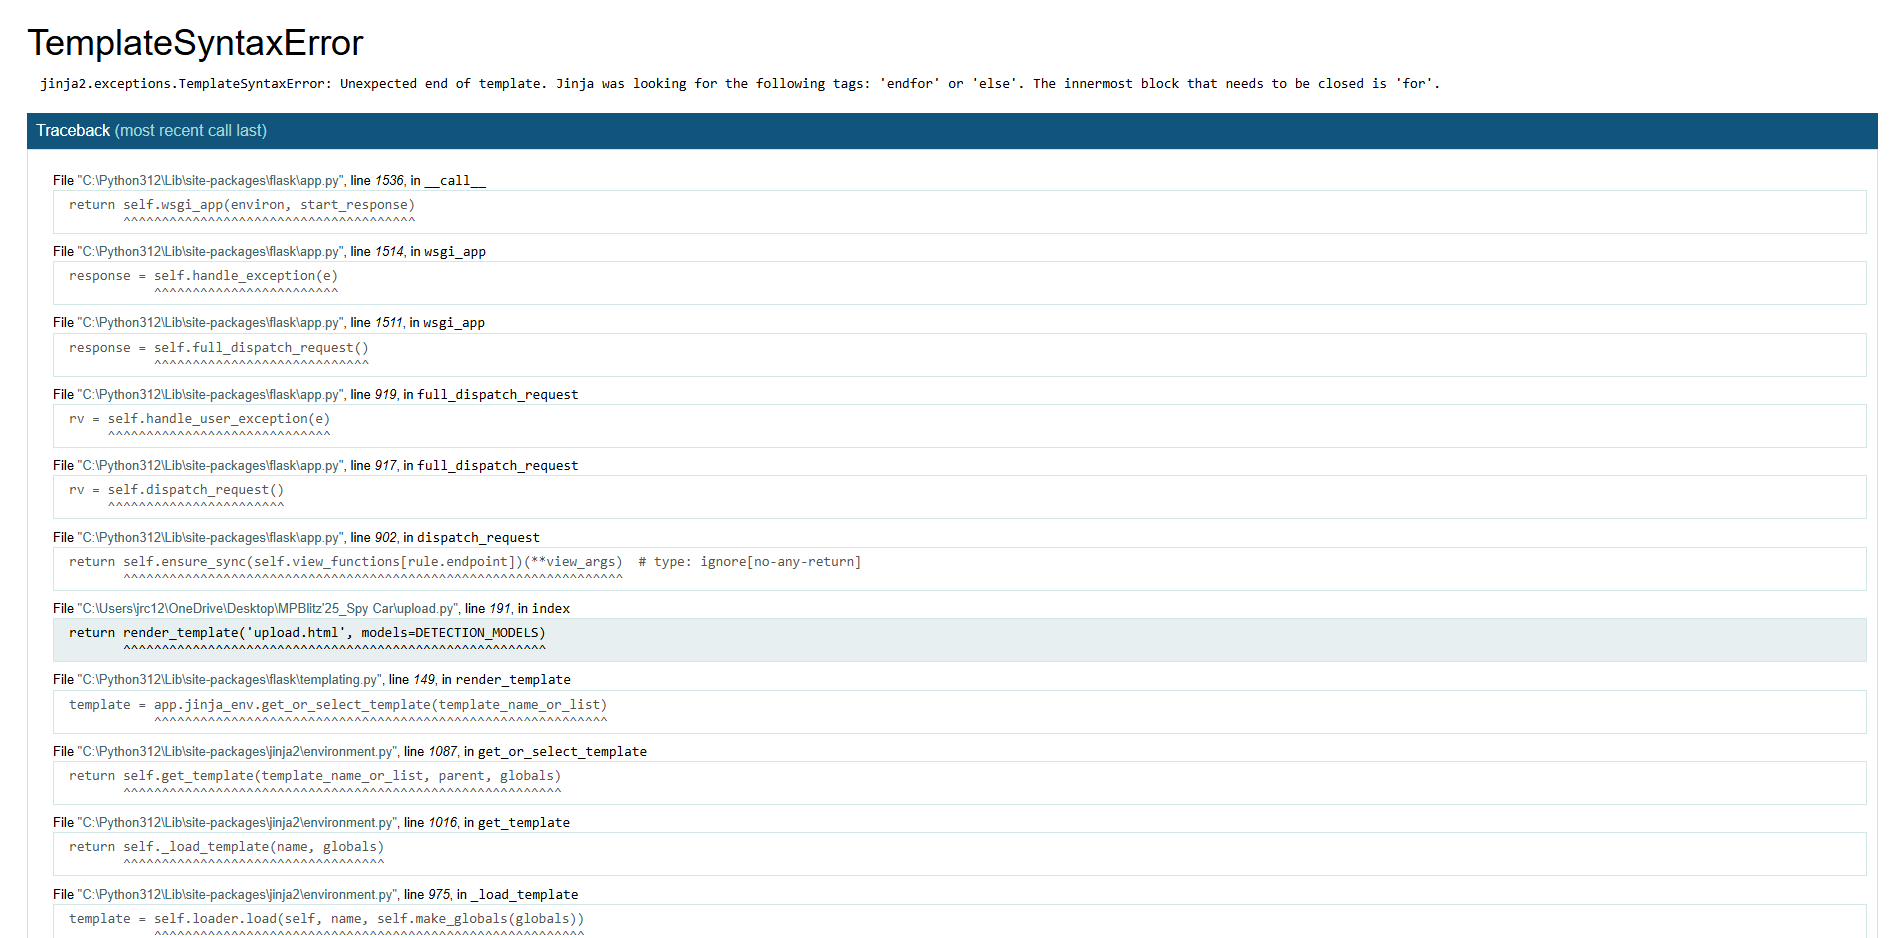 TemplateSyntaxError
jinja2.exceptions.TemplateSyntaxError: Unexpected end of template. Jinja was looking for the following tags: 'endfor' or 'else'. The innermost block that needs to be closed is 'for'.
Traceback (most recent call last)
File "C:\Python312\Lib\site-packages\flask\app.py", line 1536, in __call__
return self.wsgi_app(environ, start_response)
^^^^^^^^^^^^^^^^^^^^^^^^^^^^^^^^^^^^^^
File "C:\Python312\Lib\site-packages\flask\app.py", line 1514, in wsgi_app
response = self.handle_exception(e)
^^^^^^^^^^^^^^^^^^^^^^^^
File "C:\Python312\Lib\site-packages\flask\app.py", line 1511, in wsgi_app
response = self.full_dispatch_request()
^^^^^^^^^^^^^^^^^^^^^^^^^^^^
File "C:\Python312\Lib\site-packages\flask\app.py", line 919, in full_dispatch_request
rv = self.handle_user_exception(e)
^^^^^^^^^^^^^^^^^^^^^^^^^^^^^
File "C:\Python312\Lib\site-packages\flask\app.py", line 917, in full_dispatch_request
rv = self.dispatch_request()
^^^^^^^^^^^^^^^^^^^^^^^
File "C:\Python312\Lib\site-packages\flask\app.py", line 902, in dispatch_request
return self.ensure_sync(self.view_functions[rule.endpoint])(**view_args)  # type: ignore[no-any-return]
^^^^^^^^^^^^^^^^^^^^^^^^^^^^^^^^^^^^^^^^^^^^^^^^^^^^^^^^^^^^^^^^^
File "C:\Users\jrc12\OneDrive\Desktop\MPBlitz'25_Spy Car\upload.py", line 191, in index
return render_template('upload.html', models=DETECTION_MODELS)
^^^^^^^^^^^^^^^^^^^^^^^^^^^^^^^^^^^^^^^^^^^^^^^^^^^^^^^
File "C:\Python312\Lib\site-packages\flask\templating.py", line 149, in render_template
template = app.jinja_env.get_or_select_template(template_name_or_list)
^^^^^^^^^^^^^^^^^^^^^^^^^^^^^^^^^^^^^^^^^^^^^^^^^^^^^^^^^^^
File "C:\Python312\Lib\site-packages\jinja2\environment.py", line 1087, in get_or_select_template
return self.get_template(template_name_or_list, parent, globals)
^^^^^^^^^^^^^^^^^^^^^^^^^^^^^^^^^^^^^^^^^^^^^^^^^^^^^^^^^
File "C:\Python312\Lib\site-packages\jinja2\environment.py", line 1016, in get_template
return self._load_template(name, globals)
^^^^^^^^^^^^^^^^^^^^^^^^^^^^^^^^^^
File "C:\Python312\Lib\site-packages\jinja2\environment.py", line 975, in _load_template
template = self.loader.load(self, name, self.make_globals(globals))
^^^^^^^^^^^^^^^^^^^^^^^^^^^^^^^^^^^^^^^^^^^^^^^^^^^^^^^^